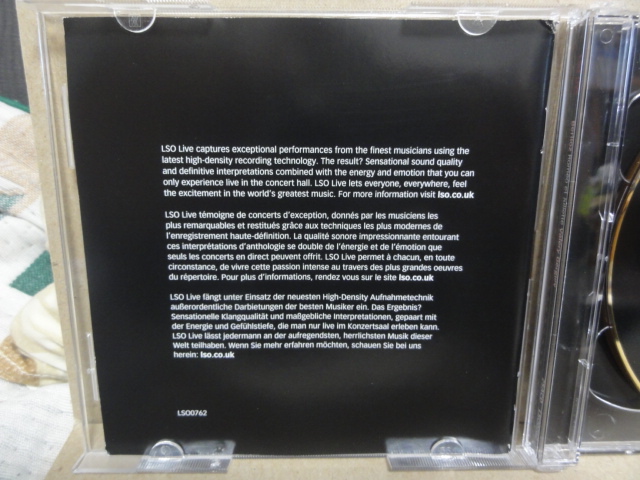 LSO Live captures exceptional performances from the finest musicians using the
latest high-density recording technology. The result? Sensational sound quality
and definitive interpretations combined with the energy and emotion that you can
only experience live in the concert hall. LSO Live lets everyone, everywhere, feel
the excitement in the world's greatest music. For more information visit lso.co.uk
LSO Live témoigne de concerts d'exception, donnés par les musiciens les
plus remarquables et restitués grâce aux techniques les plus modernes de
l'enregistrement haute-définition. La qualité sonore impressionnante entourant
ces interprétations d'anthologie se double de l'énergie et de l'émotion que
seuls les concerts en direct peuvent offrit. LSO Live permet à chacun, en toute
circonstance, de vivre cette passion intense au travers des plus grandes oeuvres
du répertoire. Pour plus d'informations, rendez vous sur le site lso.co.uk
LSO Live fängt unter Einsatz der neuesten High-Density Aufnahmetechnik
außerordentliche Darbietungen der besten Musiker ein. Das Ergebnis?
Sensationelle Klangqualität und maßgebliche Interpretationen, gepaart mit
der Energie und Gefühlstiefe, die man nur live im Konzertsaal erleben kann.
LSO Live lässt jedermann an der aufregendsten, herrlichsten Musik dieser
Welt teilhaben. Wenn Sie mehr erfahren möchten, schauen Sie bei uns
herein: lso.co.uk
LSO0762